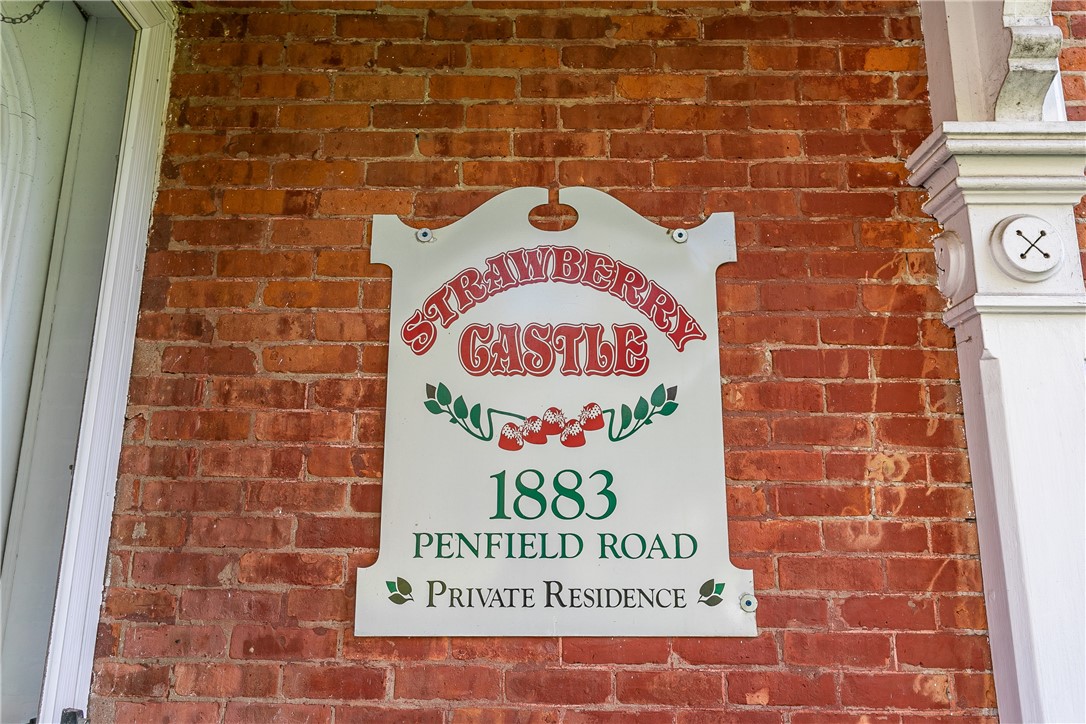 STRAWBERRY
CASTLE
1883
PENFIELD ROAD
PRIVATE RESIDENCE